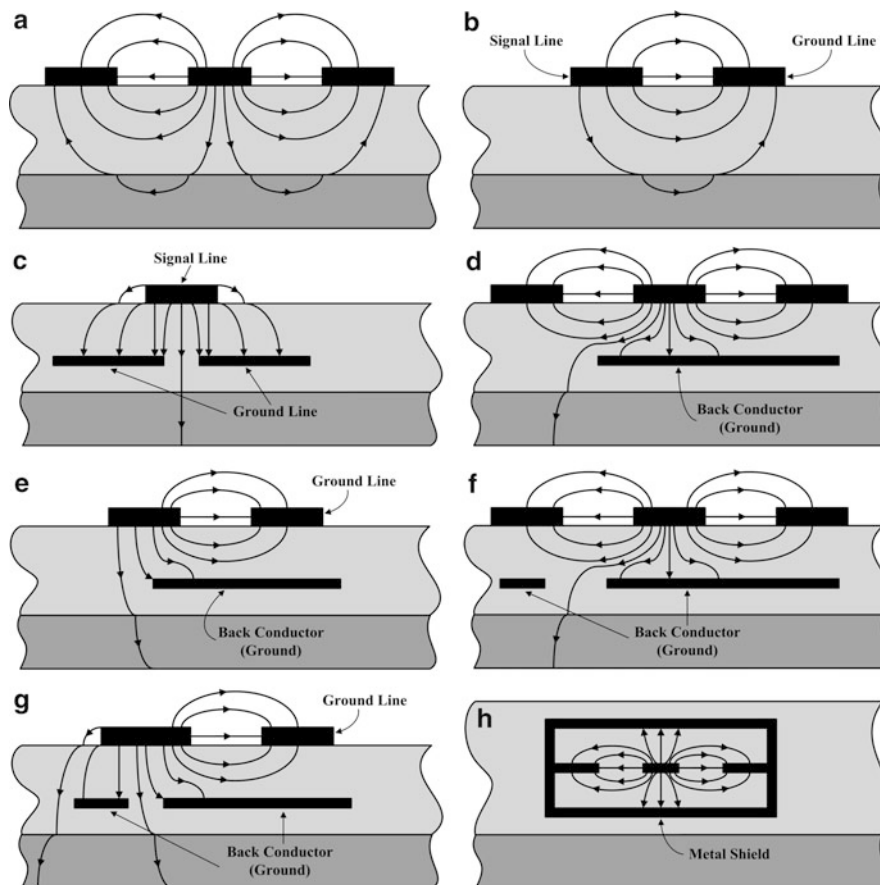 a
b
Signal Line
Ground Line
c
Signal Line
Ground Line
d
Back Conductor
(Ground)
e
Ground Line
Back Conductor
(Ground)
f
Back Conductor
(Ground)
g
Ground Line
Back Conductor
(Ground)
h
Metal Shield